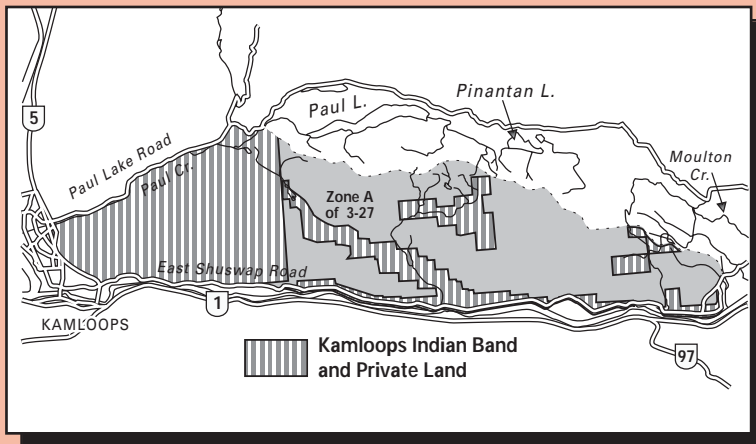 Pinantan L.
Paul L.
5
Paul Lake Road
Paul Cr.
Moulton
Cr.
Zone A
of 3-27
East Shuswap Road
1
KAMLOOPS
97
Kamloops Indian Band
and Private Land